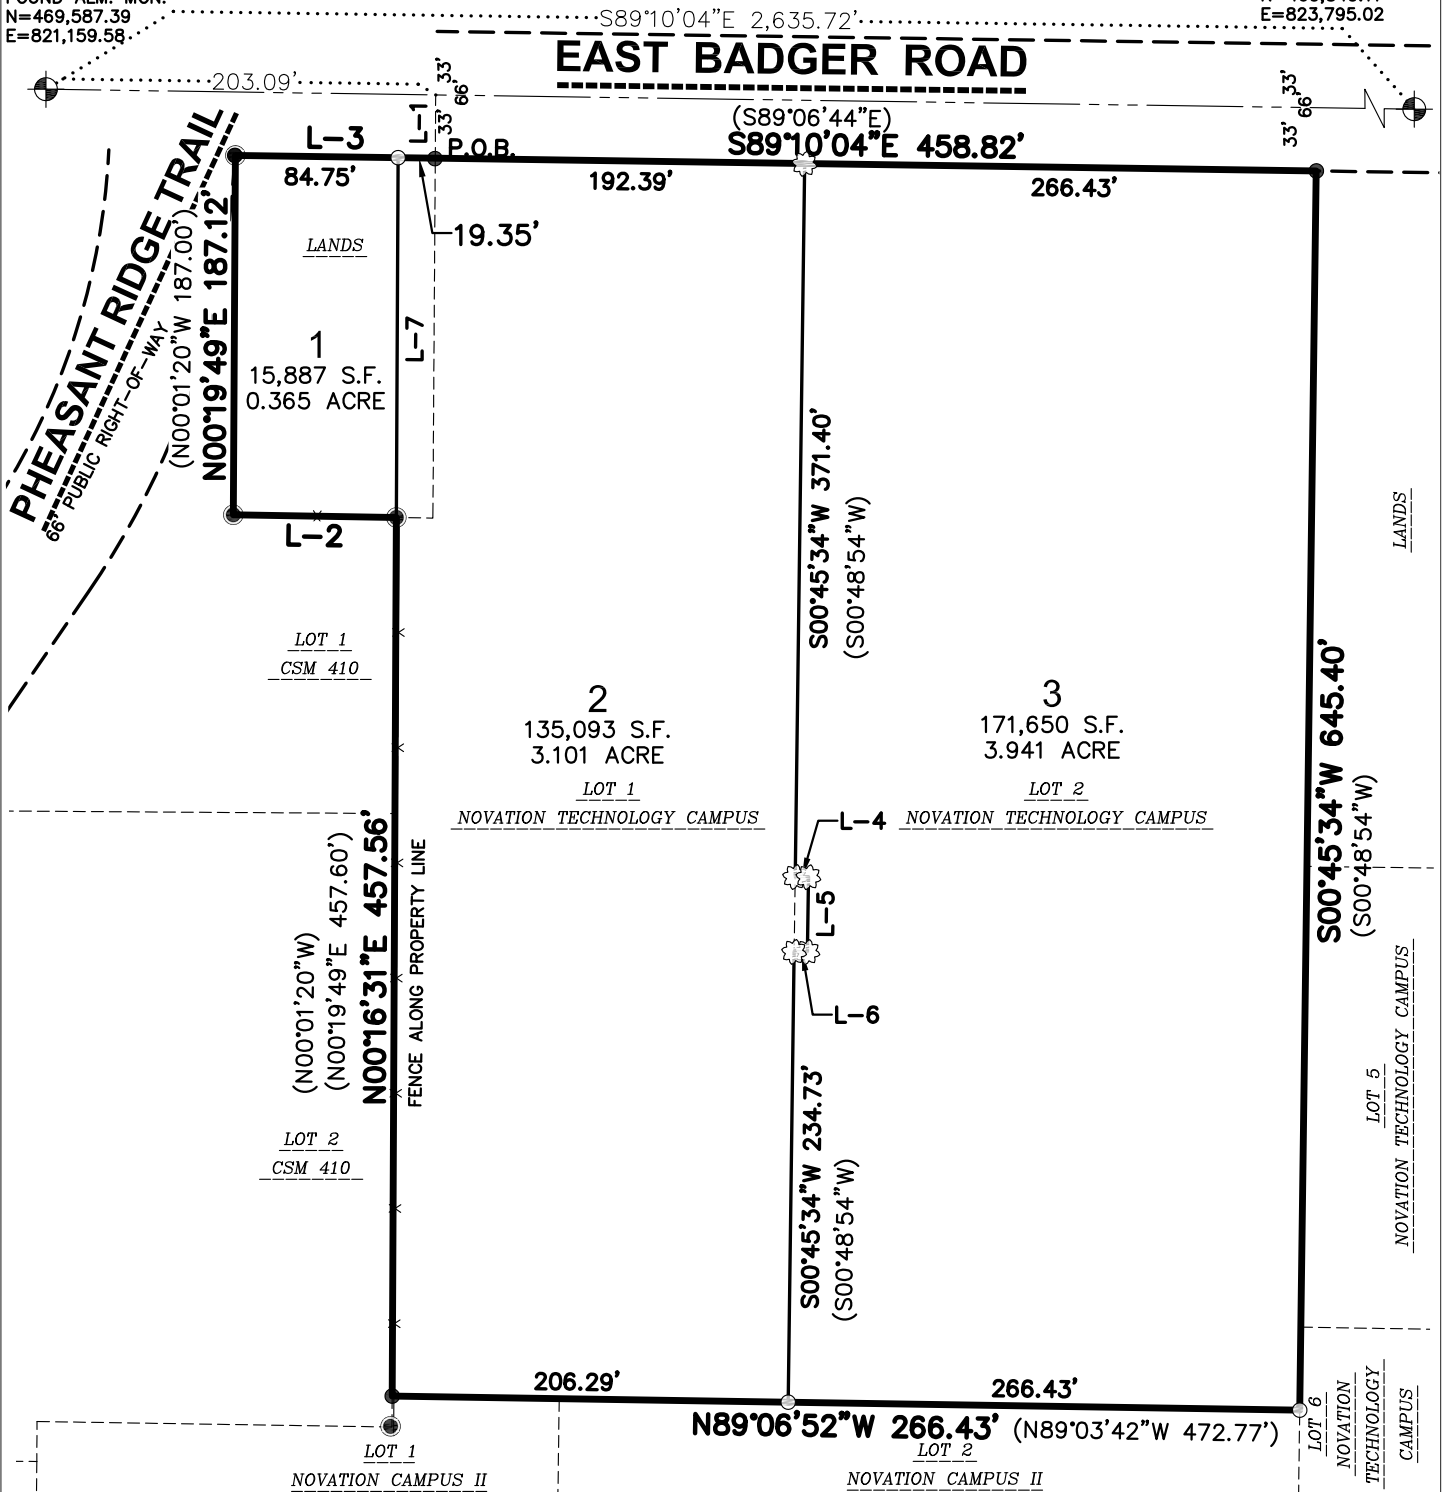 N=469,587.39
E=821,159.58
S89°10'04"E 2,635.72'
E=823,795.02
EAST BADGER ROAD
203.09'
33'
66'
33'
L-1
33'
66'
33'
(S89°06'44"E)
S89°10'04"E 458.82'
L-3
P.O.B.
84.75'
192.39'
266.43'
19.35'
PHEASANT RIDGE TRAIL
66' PUBLIC RIGHT-OF-WAY
(N00°01'20"W 187.00')
N00°19'49"E 187.12'
LANDS
1
15,887 S.F.
0.365 ACRE
L-7
L-2
S00°45'34"W 371.40'
(S00°48'54"W)
LANDS
LOT 1
CSM 410
2
135,093 S.F.
3.101 ACRE
LOT 1
NOVATION TECHNOLOGY CAMPUS
3
171,650 S.F.
3.941 ACRE
LOT 2
NOVATION TECHNOLOGY CAMPUS
S00°45'34"W 645.40'
(S00°48'54"W)
L-4
L-5
L-6
(N00°01'20"W)
(N00°19'49"E 457.60')
N00°16'31"E 457.56'
FENCE ALONG PROPERTY LINE
LOT 5
NOVATION TECHNOLOGY CAMPUS
LOT 2
CSM 410
S00°45'34"W 234.73'
(S00°48'54"W)
206.29'
266.43'
N89°06'52"W 266.43' (N89°03'42"W 472.77')
LOT 6
NOVATION
TECHNOLOGY
CAMPUS
LOT 1
NOVATION CAMPUS II
LOT 2
NOVATION CAMPUS II